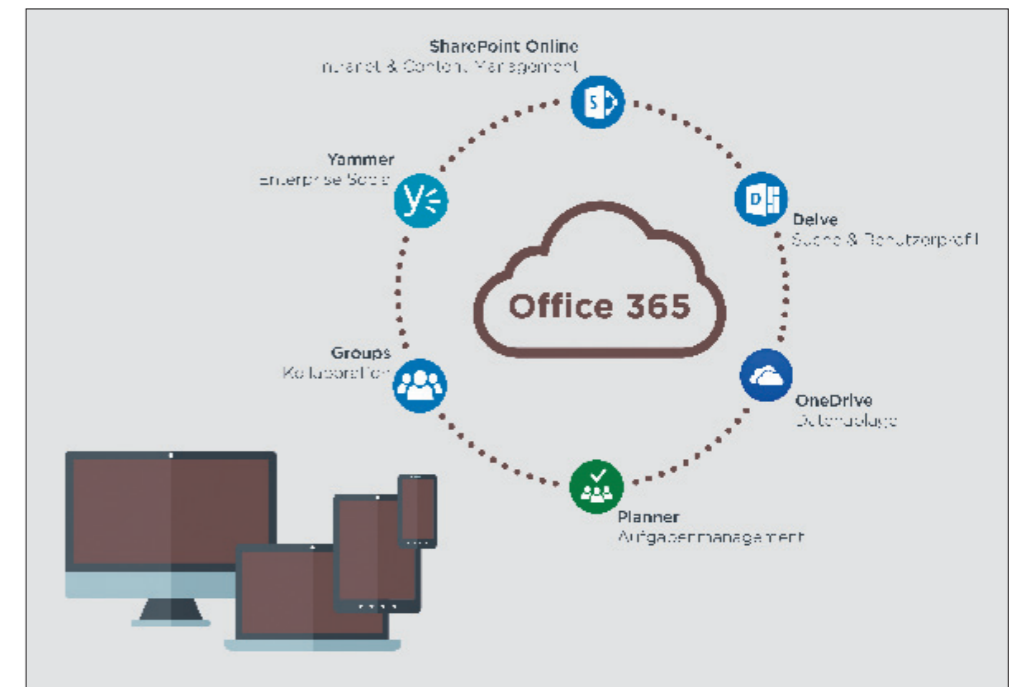 SharePoint Online
Intranet & Content Management
Yammer
Enterprise Social
Delve
Suche & Benutzerprofil
Office 365
Groups
Kollaboration
OneDrive
Datenablage
Planner
Aufgabenmanagement